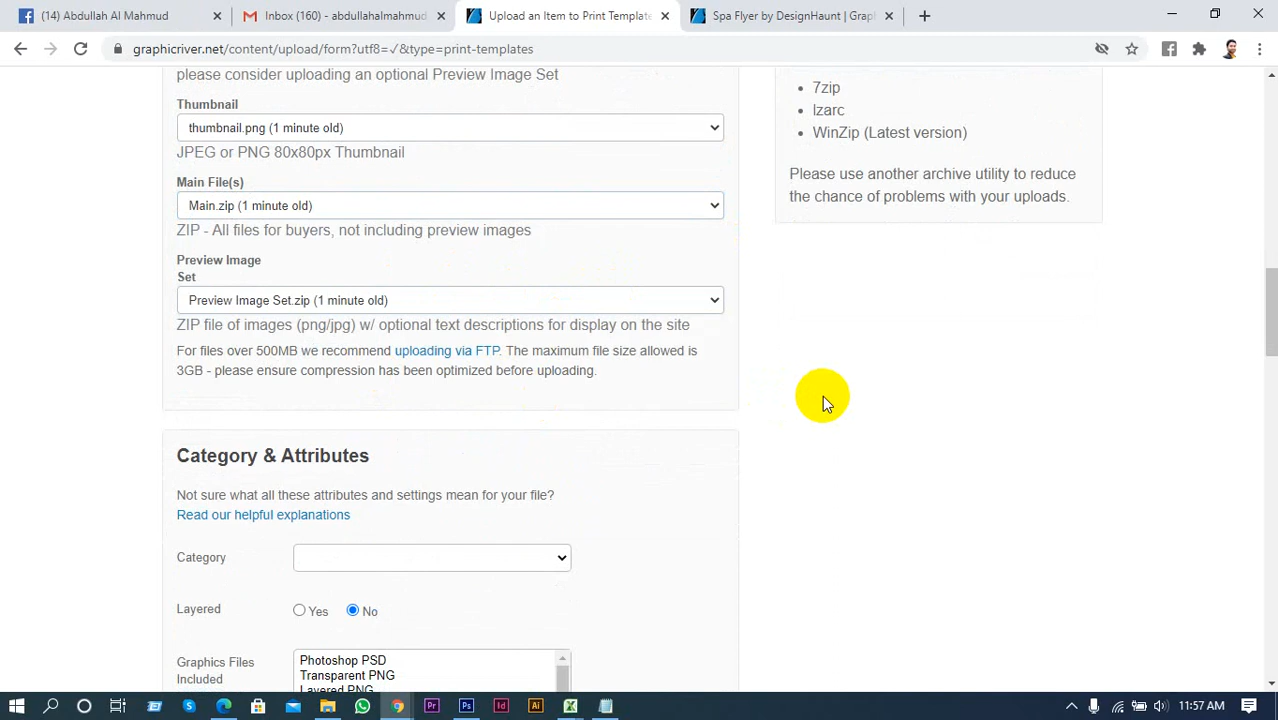 (14) Abdullah Al Mahmud
Inbox (160) - abdullahalmahmud
Upload an Item to Print Template
Spa Flyer by DesignHaunt | Grap
graphicriver.net/content/upload/form?utf8=✓&type=print-templates
please consider uploading an optional Preview Image Set
Thumbnail
thumbnail.png (1 minute old)
JPEG or PNG 80x80px Thumbnail
Main File(s)
Main.zip (1 minute old)
ZIP - All files for buyers, not including preview images
Preview Image
Set
Preview Image Set.zip (1 minute old)
ZIP file of images (png/jpg) w/ optional text descriptions for display on the site
For files over 500MB we recommend uploading via FTP. The maximum file size allowed is
3GB - please ensure compression has been optimized before uploading.
7zip
Izarc
WinZip (Latest version)
Please use another archive utility to reduce
the chance of problems with your uploads.
Category & Attributes
Not sure what all these attributes and settings mean for your file?
Read our helpful explanations
Category
Layered
Yes
No
Graphics Files
Included
Photoshop PSD
Transparent PNG
Layered PNG
11:57 AM